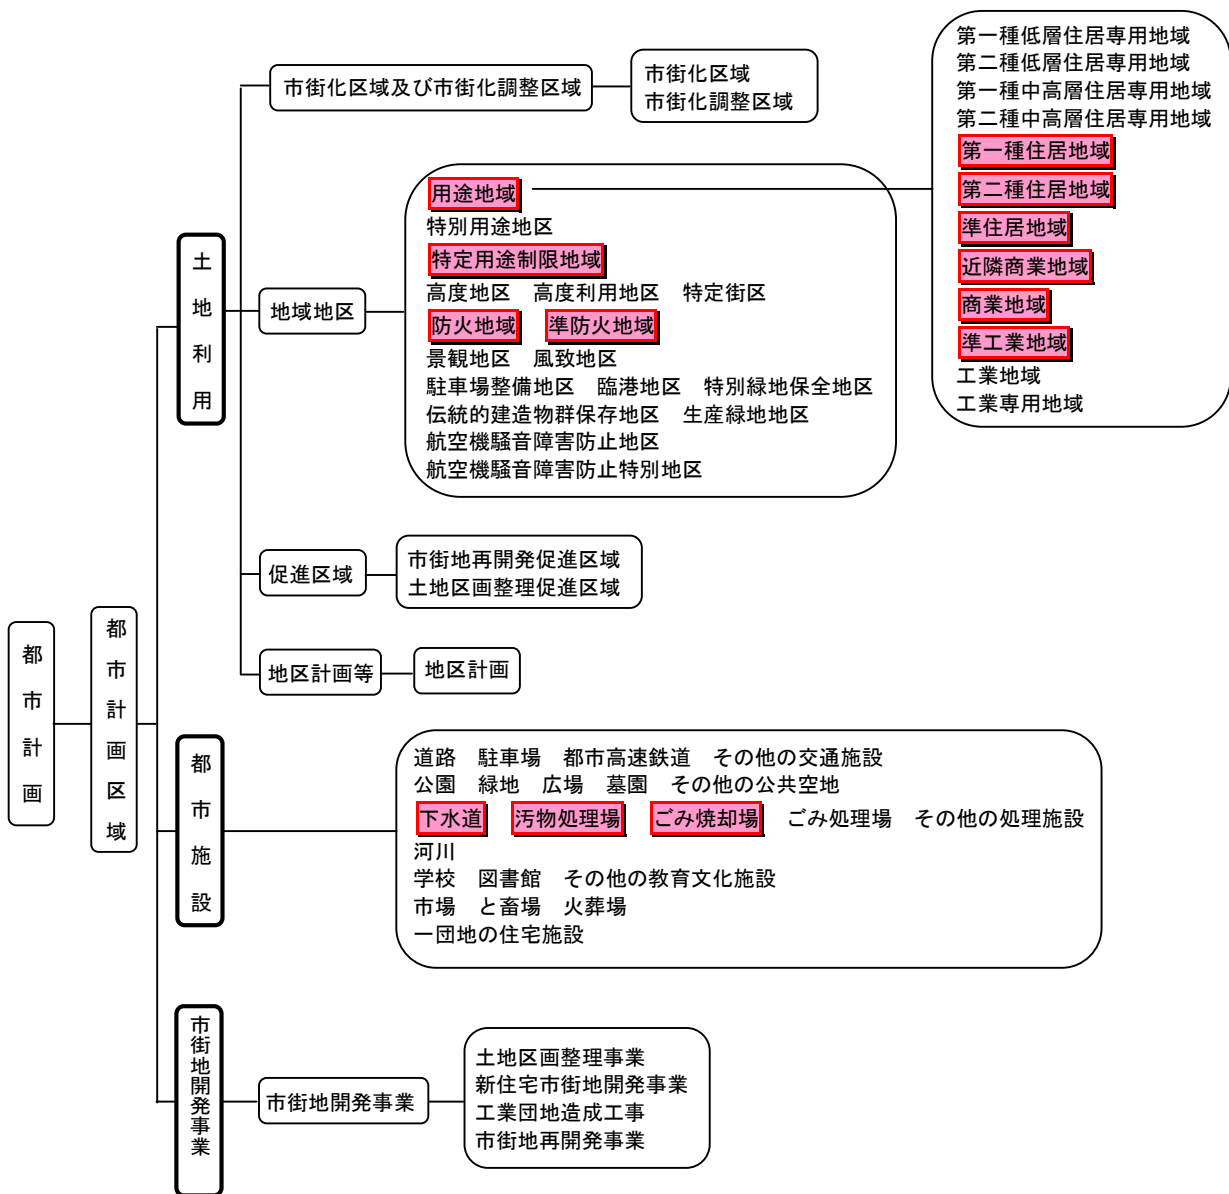 都市計画
都市計画区域
土地利用
市街化区域及び市街化調整区域
市街化区域
市街化調整区域
地域地区
用途地域
特別用途地区
特定用途制限地域
高度地区　高度利用地区　特定街区
防火地域　準防火地域
景観地区　風致地区
駐車場整備地区　臨港地区　特別緑地保全地区
伝統的建造物群保存地区　生産緑地地区
航空機騒音障害防止地区
航空機騒音障害防止特別地区
第一種低層住居専用地域
第二種低層住居専用地域
第一種中高層住居専用地域
第二種中高層住居専用地域
第一種住居地域
第二種住居地域
準住居地域
近隣商業地域
商業地域
準工業地域
工業地域
工業専用地域
促進区域
市街地再開発促進区域
土地区画整理促進区域
地区計画等
地区計画
都市施設
道路　駐車場　都市高速鉄道　その他の交通施設
公園　緑地　広場　墓園　その他の公共空地
下水道　汚物処理場　ごみ焼却場　ごみ処理場　その他の処理施設
河川
学校　図書館　その他の教育文化施設
市場　と畜場　火葬場
一団地の住宅施設
市街地開発事業
市街地開発事業
土地区画整理事業
新住宅市街地開発事業
工業団地造成工事
市街地再開発事業